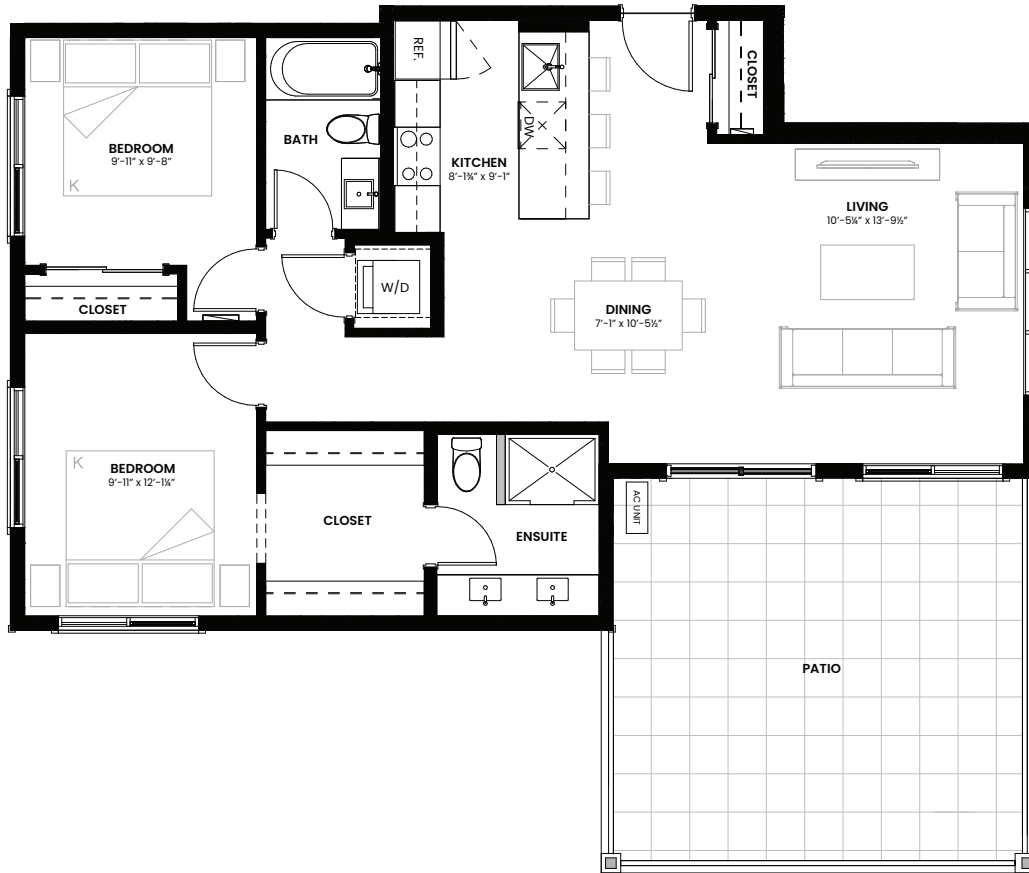 REF.
CLOSET
BATH
DW
BEDROOM
9'-11" x 9'-8"
K
KITCHEN
8'-1¾" x 9'-1"
LIVING
10'-5¼" x 13'-9½"
W/D
CLOSET
DINING
7'-1" x 10'-5½"
K
BEDROOM
9'-11" x 12'-1¼"
CLOSET
ENSUITE
AC UNIT
PATIO